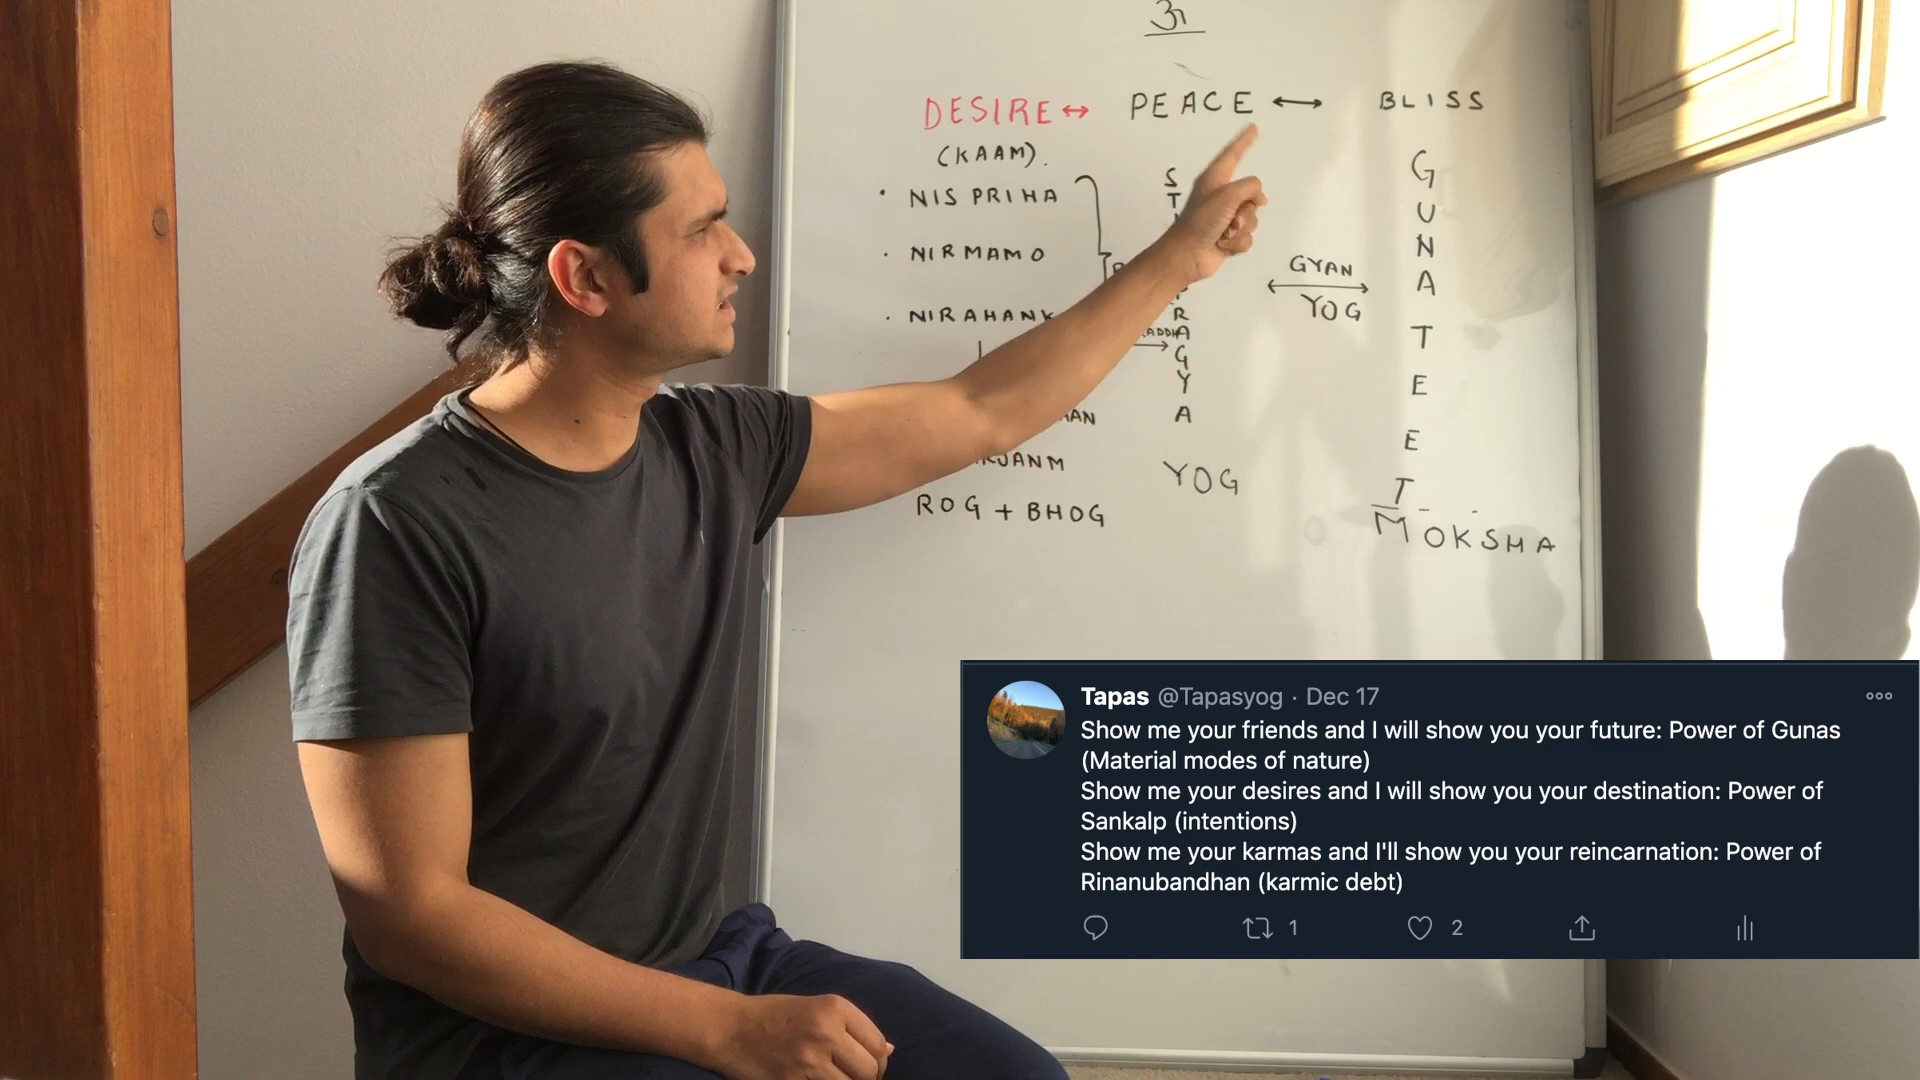 DESIRE ↔ PEACE ↔ BLISS
(KAAM).
• NISPRIHA
• NIRMAMO
• NIRAHANK
ROG + BHOG
PRAGYA
YOG
GYAN
YOG
GUNATEET
MOKSHA
Tapas @Tapasyog · Dec 17
Show me your friends and I will show you your future: Power of Gunas
(Material modes of nature)
Show me your desires and I will show you your destination: Power of
Sankalp (intentions)
Show me your karmas and I'll show you your reincarnation: Power of
Rinanubandhan (karmic debt)
1
2